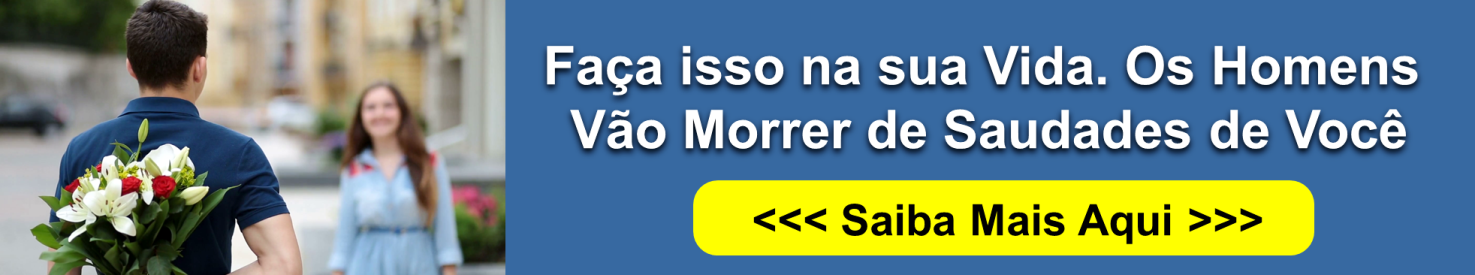 Faça isso na sua Vida. Os Homens
Vão Morrer de Saudades de Você
<<< Saiba Mais Aqui >>>